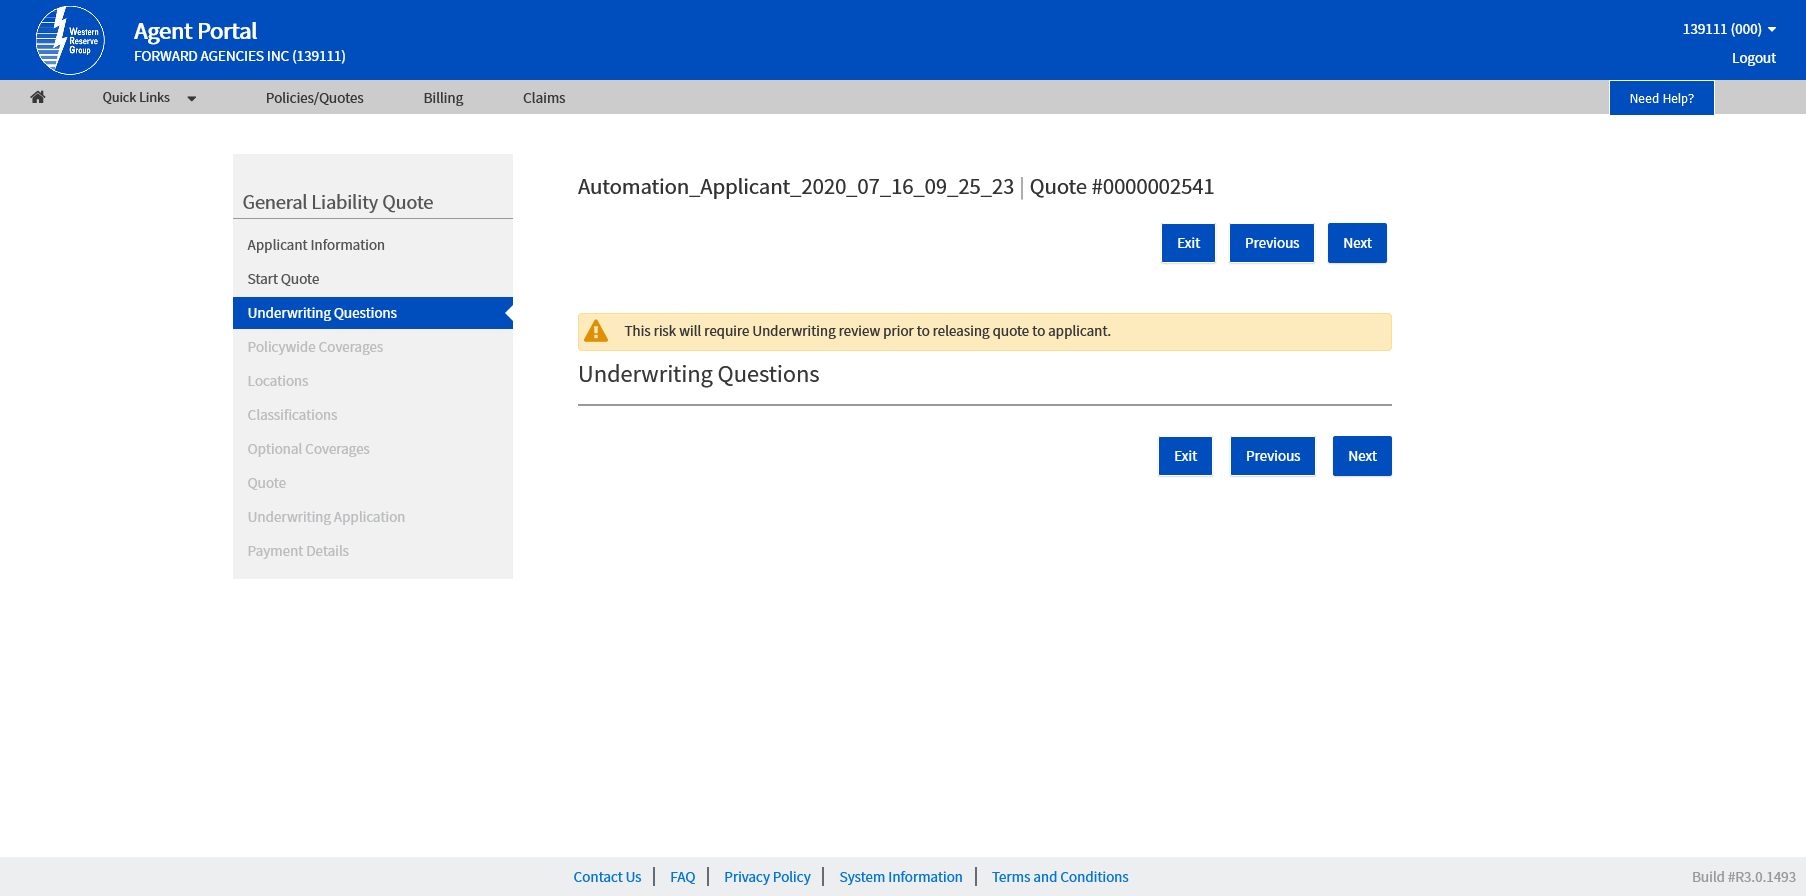 Western
Reserve
Group
Agent Portal
FORWARD AGENCIES INC (139111)
139111 (000)
Logout
Quick Links
Policies/Quotes
Billing
Claims
Need Help?
General Liability Quote
Applicant Information
Start Quote
Underwriting Questions
Policywide Coverages
Locations
Classifications
Optional Coverages
Quote
Underwriting Application
Payment Details
Automation_Applicant_2020_07_16_09_25_23 | Quote #0000002541
Exit
Previous
Next
This risk will require Underwriting review prior to releasing quote to applicant.
Underwriting Questions
Exit
Previous
Next
Contact Us | FAQ | Privacy Policy | System Information | Terms and Conditions
Build #R3.0.1493